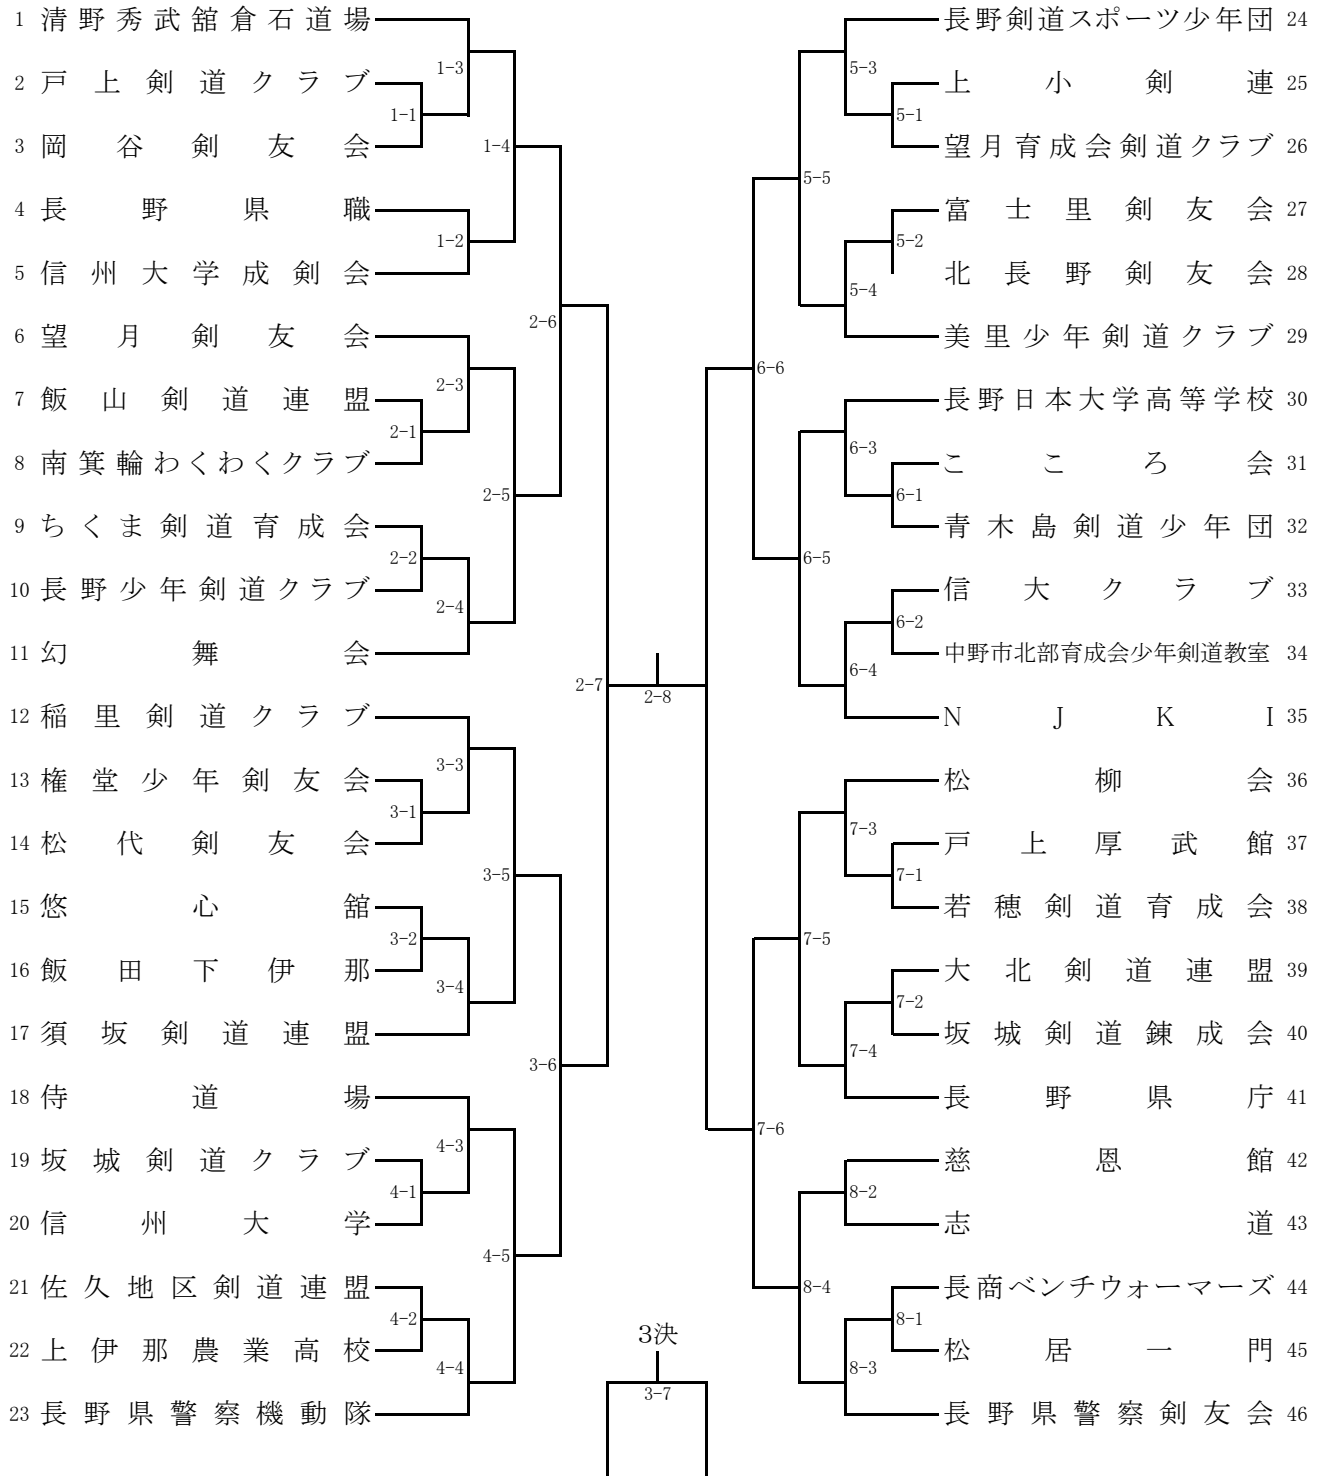 1 清野秀武舘倉石道場
2 戸上剣道クラブ
3 岡谷剣友会
4 長野県職
5 信州大学成剣会
6 望月剣友会
7 飯山剣道連盟
8 南箕輪わくわくクラブ
9 ちくま剣道育成会
10 長野少年剣道クラブ
11 幻舞会
12 稲里剣道クラブ
13 権堂少年剣友会
14 松代剣友会
15 悠心舘
16 飯田下伊那
17 須坂剣道連盟
18 侍道場
19 坂城剣道クラブ
20 信州大学
21 佐久地区剣道連盟
22 上伊那農業高校
23 長野県警察機動隊
1-3
1-1
1-4
1-2
2-6
2-3
2-1
2-5
2-2
2-4
2-7
3-3
3-1
3-5
3-2
3-4
3-6
4-3
4-1
4-5
4-2
4-4
2-8
3決
3-7
5-3
5-1
5-5
5-2
5-4
6-6
6-3
6-1
6-5
6-2
6-4
7-3
7-1
7-5
7-2
7-4
7-6
8-2
8-4
8-1
8-3
長野剣道スポーツ少年団 24
上小剣連 25
望月育成会剣道クラブ 26
富士里剣友会 27
北長野剣友会 28
美里少年剣道クラブ 29
長野日本大学高等学校 30
こころ会 31
青木島剣道少年団 32
信大クラブ 33
中野市北部育成会少年剣道教室 34
NJKI 35
松柳会 36
戸上厚武館 37
若穂剣道育成会 38
大北剣道連盟 39
坂城剣道錬成会 40
長野県庁 41
慈恩館 42
志道 43
長商ベンチウォーマーズ 44
松居一門 45
長野県警察剣友会 46